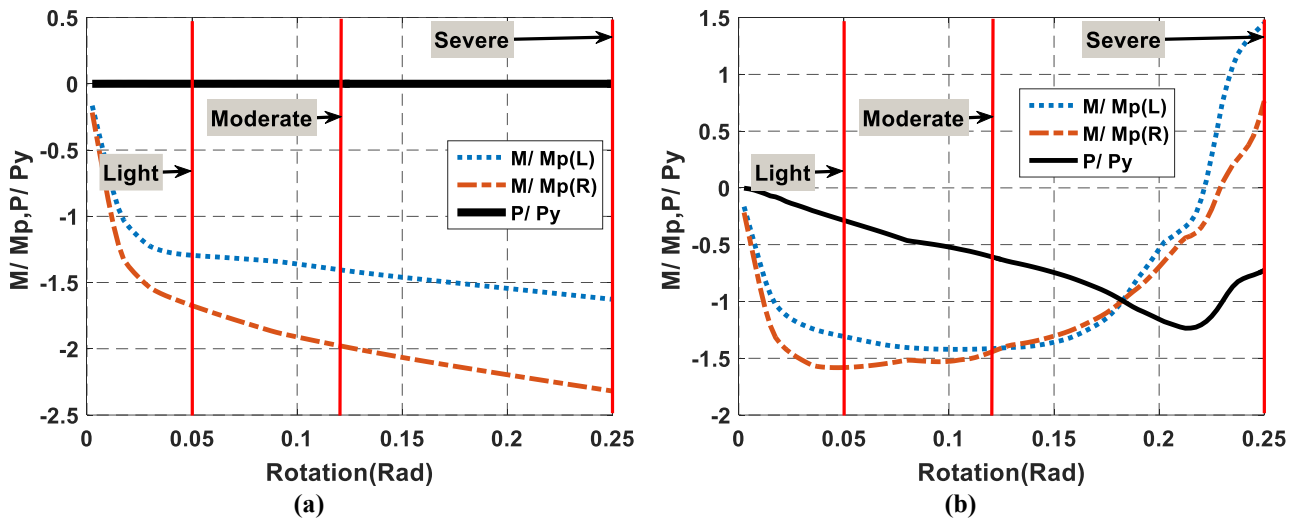 0.5
0
-0.5
-1
-1.5
-2
-2.5
M/ Mp,P/ Py
0
0.05
0.1
0.15
0.2
0.25
Rotation(Rad)
Severe
Moderate
Light
M/ Mp(L)
M/ Mp(R)
P/ Py
(a)
1.5
1
0.5
0
-0.5
-1
-1.5
-2
M/ Mp,P/ Py
0
0.05
0.1
0.15
0.2
0.25
Rotation(Rad)
Severe
Moderate
Light
M/ Mp(L)
M/ Mp(R)
P/ Py
(b)